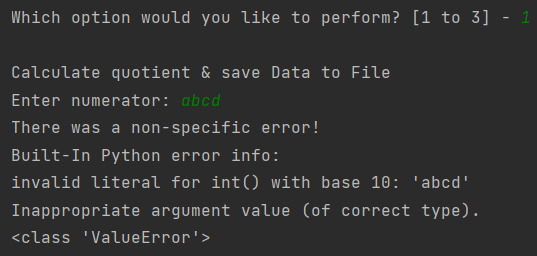 Which option would you like to perform? [1 to 3] - 1
Calculate quotient & save Data to File
Enter numerator: abcd
There was a non-specific error!
Built-In Python error info:
invalid literal for int() with base 10: 'abcd'
Inappropriate argument value (of correct type).
<class 'ValueError'>